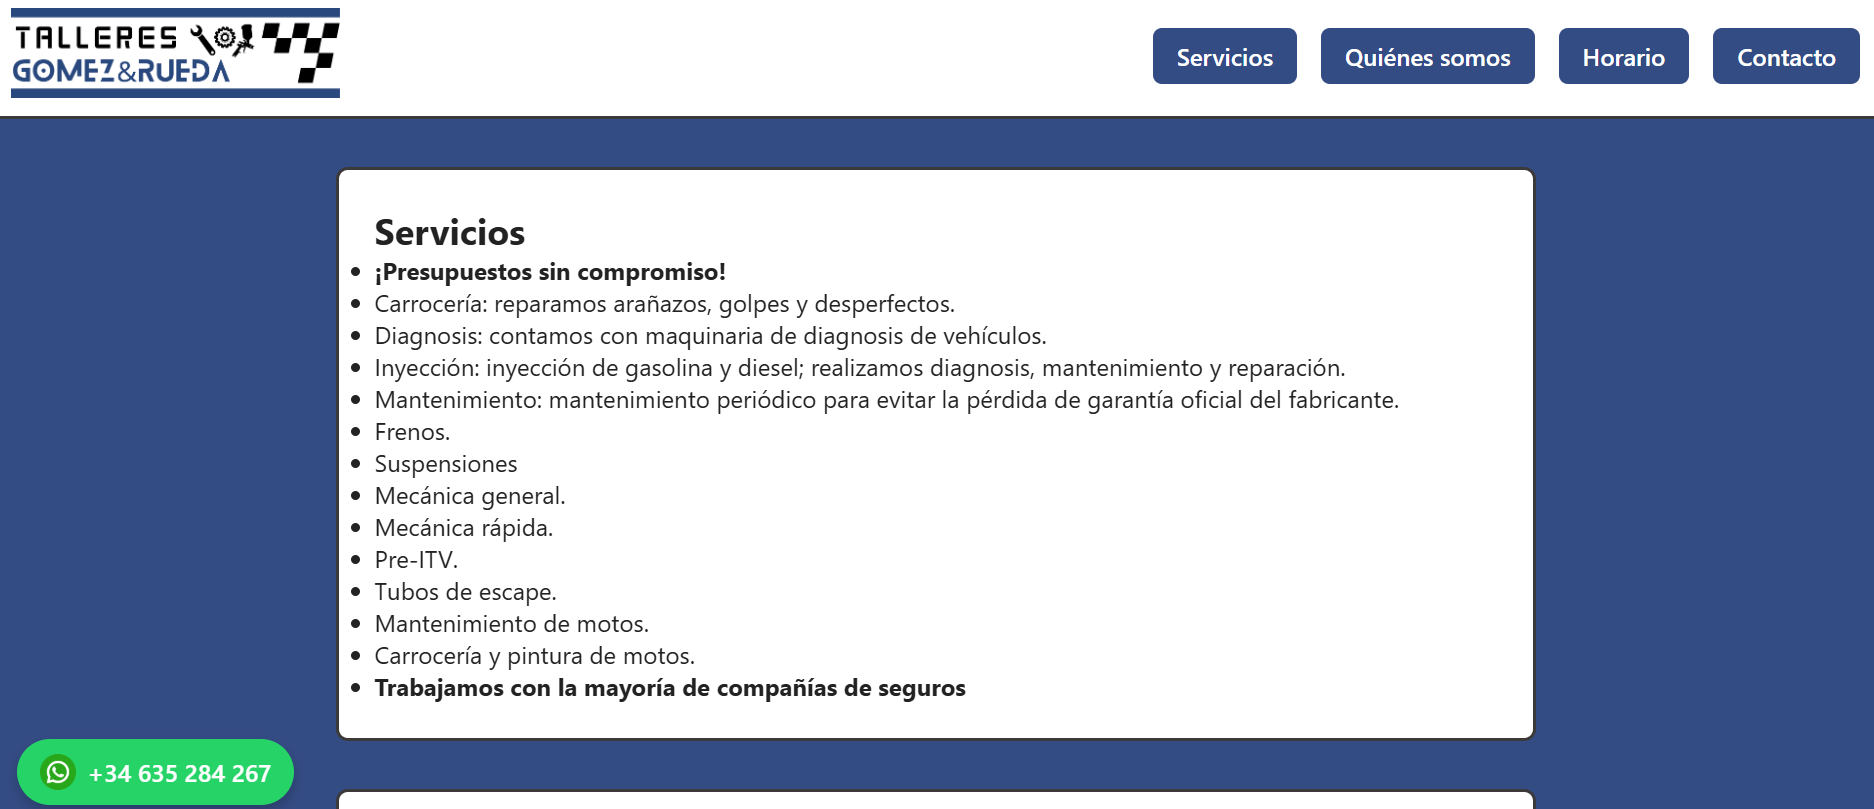 TALLERES
GOMEZ&RUEDA
Servicios
Quiénes somos
Horario
Contacto
Servicios
¡Presupuestos sin compromiso!
Carrocería: reparamos arañazos, golpes y desperfectos.
Diagnosis: contamos con maquinaria de diagnosis de vehículos.
Inyección: inyección de gasolina y diesel; realizamos diagnosis, mantenimiento y reparación.
Mantenimiento: mantenimiento periódico para evitar la pérdida de garantía oficial del fabricante.
Frenos.
Suspensiones
Mecánica general.
Mecánica rápida.
Pre-ITV.
Tubos de escape.
Mantenimiento de motos.
Carrocería y pintura de motos.
Trabajamos con la mayoría de compañías de seguros
+34 635 284 267